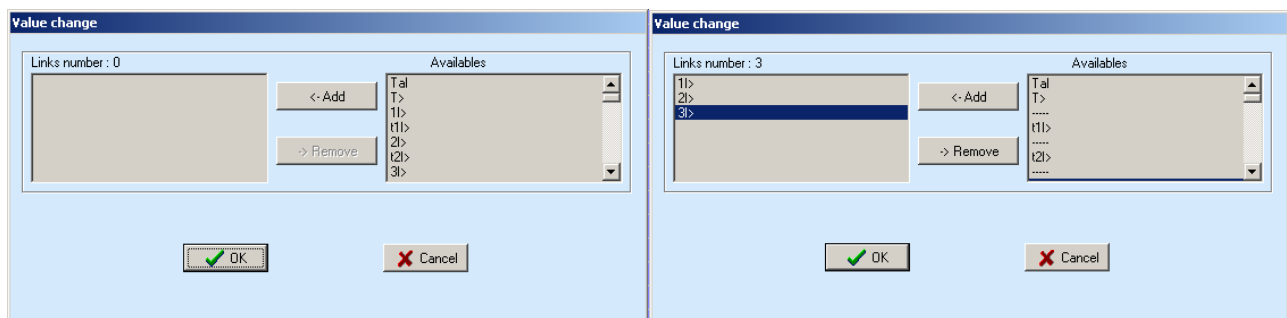 Value change
Links number : 0
Availables
<- Add
-> Remove
Tal
T>
1I>
t1I>
2I>
t2I>
3I>
OK
Cancel
Value change
Links number : 3
Availables
1I>
2I>
3I>
<- Add
-> Remove
Tal
T>
-----
t1I>
-----
t2I>
-----
OK
Cancel